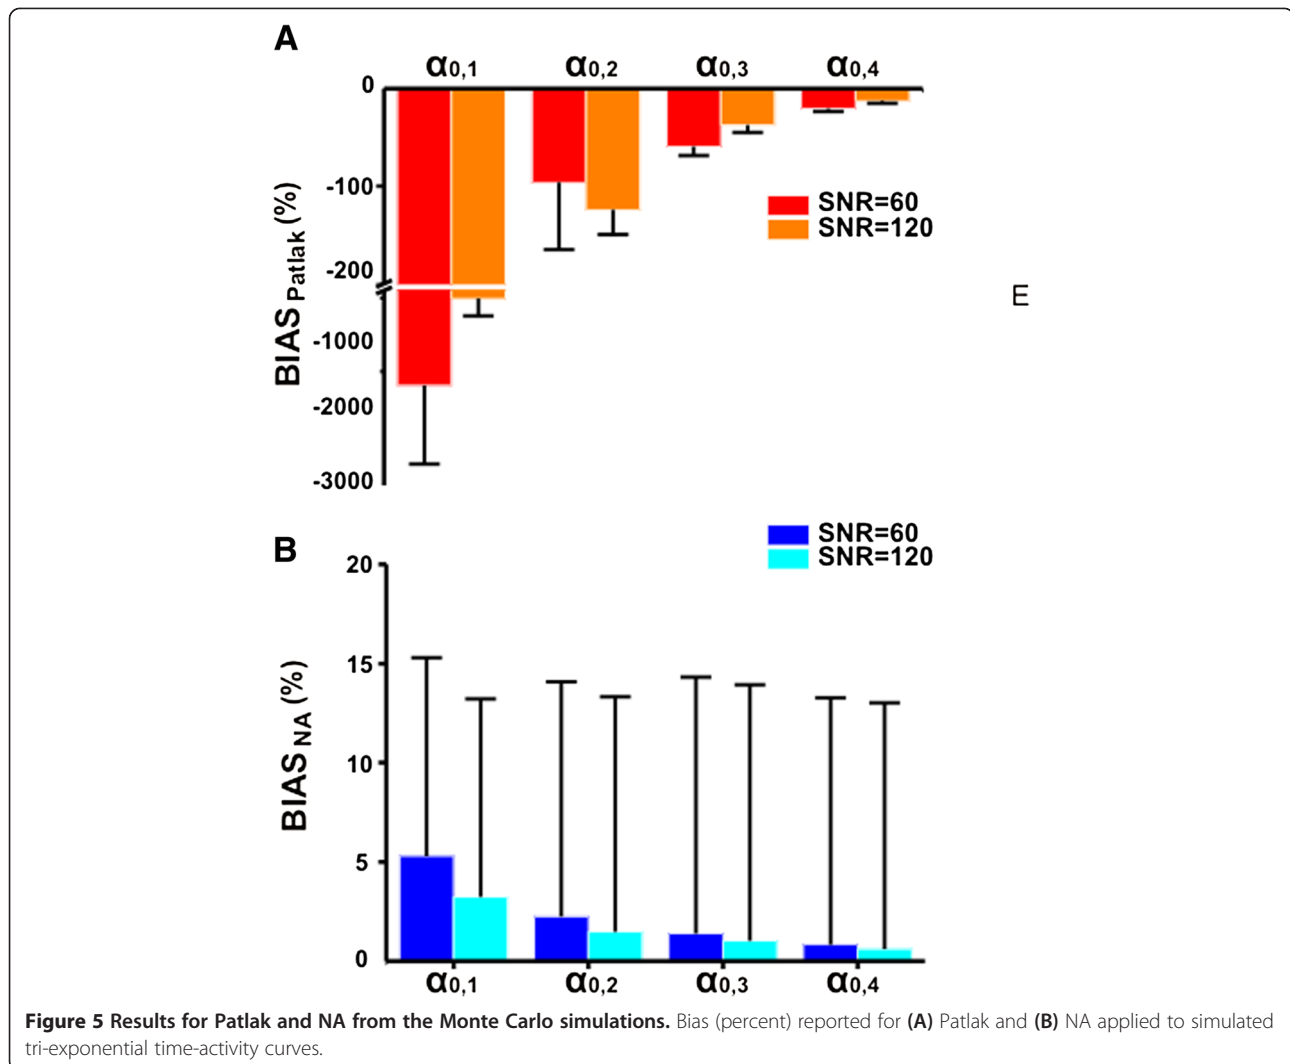 A
α0,1 α0,2 α0,3 α0,4
0
-100
-200
-1000
-2000
-3000
BIAS Patlak (%)
SNR=60
SNR=120
E
B
SNR=60
SNR=120
20
15
10
5
0
BIAS NA (%)
α0,1 α0,2 α0,3 α0,4
Figure 5 Results for Patlak and NA from the Monte Carlo simulations. Bias (percent) reported for (A) Patlak and (B) NA applied to simulated
tri-exponential time-activity curves.